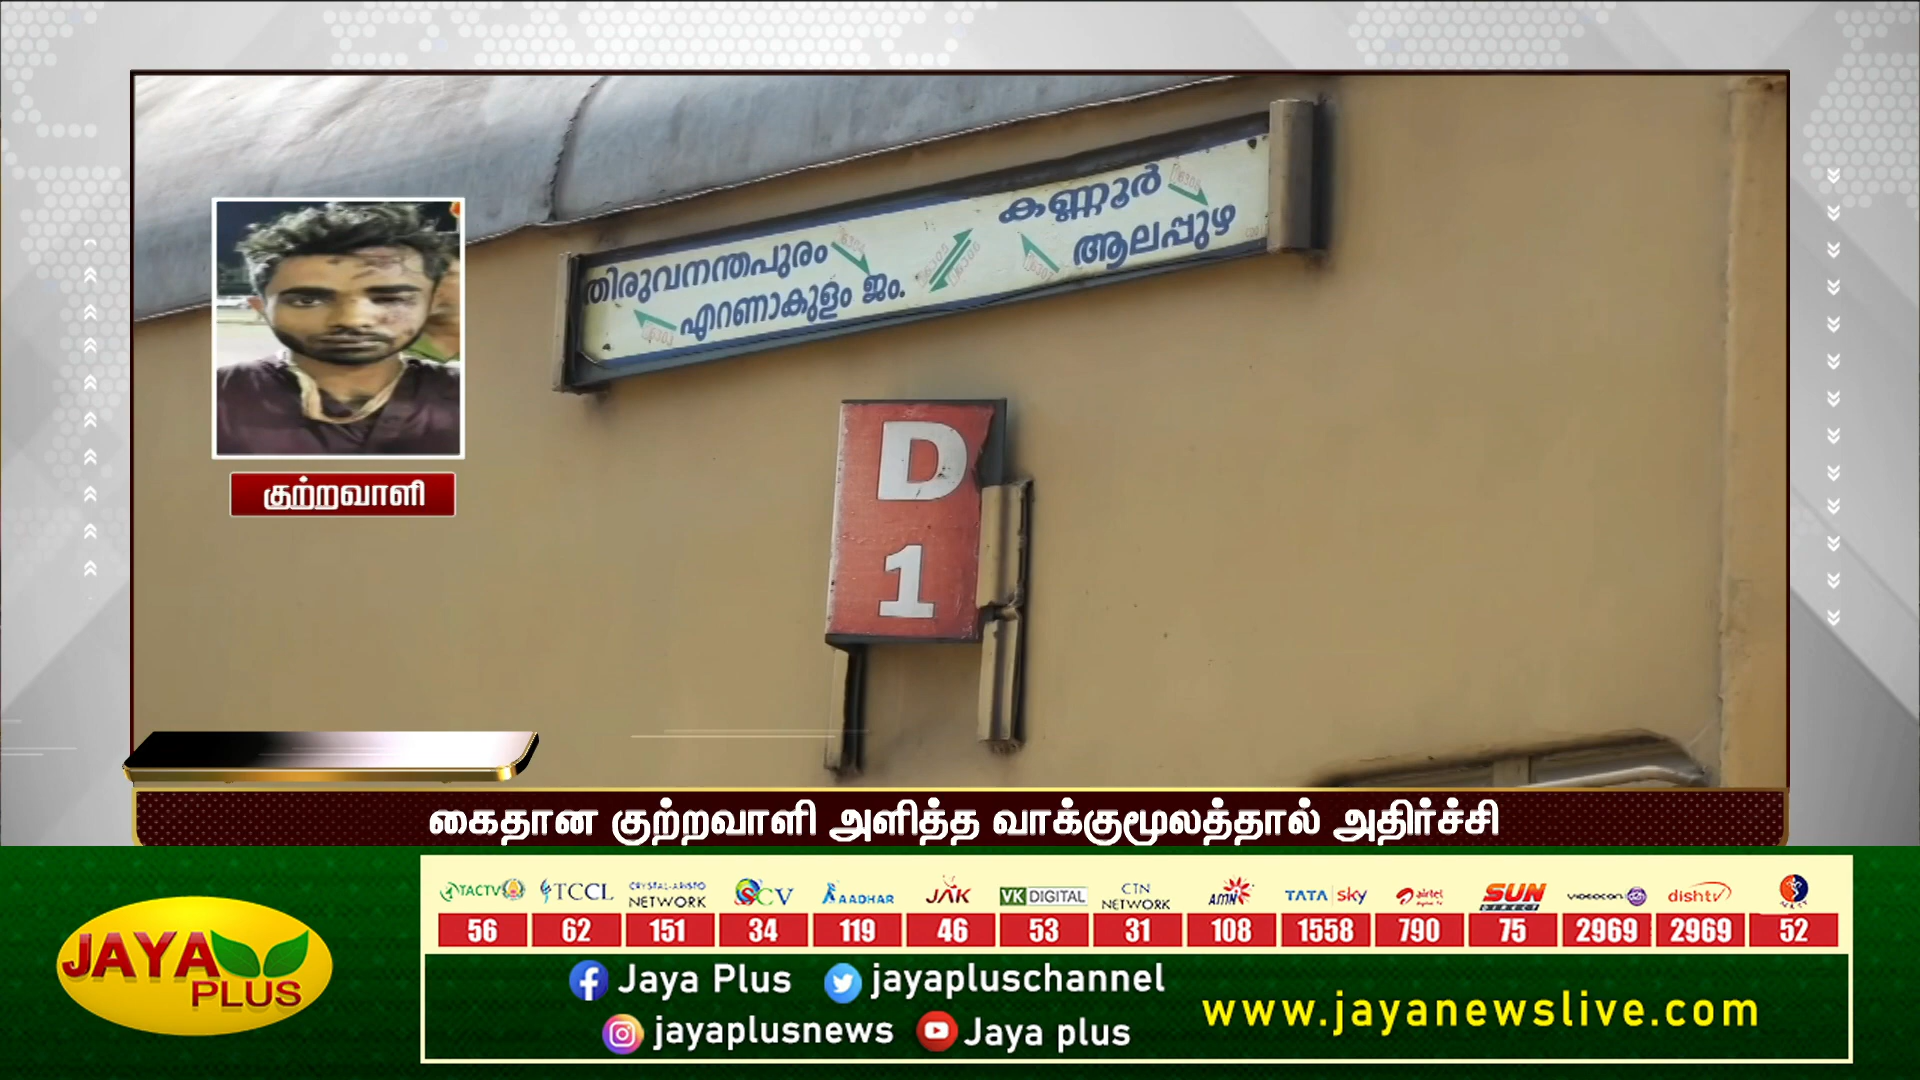 തിരുവനന്തപുരം
കണ്ണൂർ
എറണാകുളം ജം.
ആലപ്പുഴ
குற்றவாளி
D
1
கைதான குற்றவாளி அளித்த வாக்குமூலத்தால் அதிர்ச்சி
JAYA
PLUS
TACTV TCCL CRYSTAL-ARISTO NETWORK SCV AADHAR JAK VK DIGITAL CTN NETWORK AMN TATA sky airtel SUN DIRECT videocon dishtv
56 62 151 34 119 46 53 31 108 1558 790 75 2969 2969 52
Jaya Plus jayapluschannel
jayaplusnews Jaya plus
www.jayanewslive.com